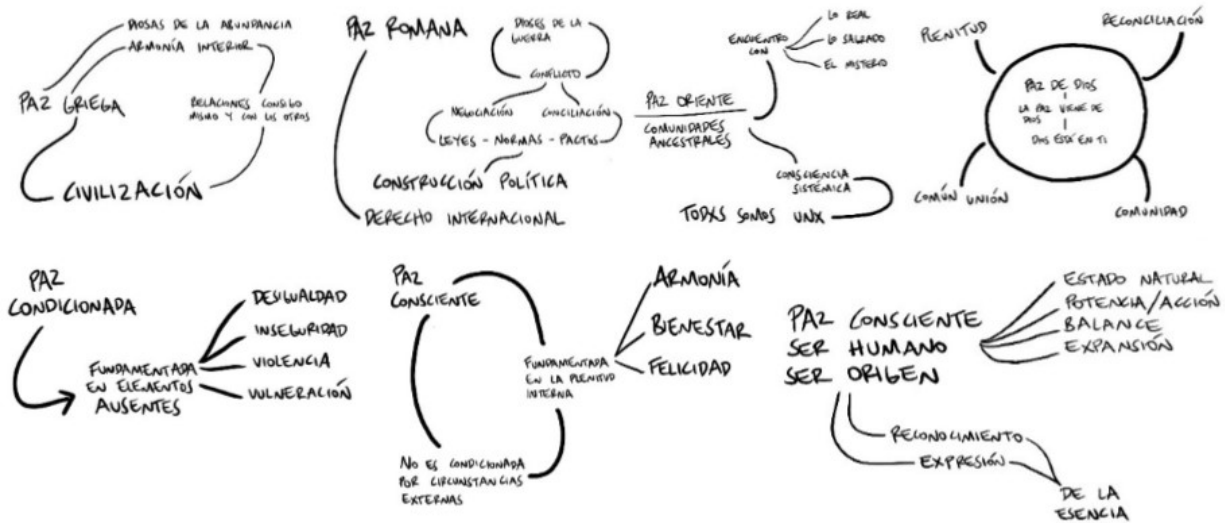 DIOSAS DE LA ABUNDANCIA
ARMONÍA INTERIOR
PAZ GRIEGA
RELACIONES CONSIGO
MISMO Y CON LOS OTROS
CIVILIZACIÓN
PAZ ROMANA
DIOSES DE LA
GUERRA
CONFLICTO
NEGOCIACIÓN
CONCILIACIÓN
LEYES - NORMAS - PACTOS
CONSTRUCCIÓN POLÍTICA
DERECHO INTERNACIONAL
PAZ ORIENTE
COMUNIDADES
ANCESTRALES
ENCUENTRO
CON
LO REAL
LO SAGRADO
EL MISTERIO
CONSCIENCIA
SISTÉMICA
TODXS SOMOS UNX
PLENITUD
RECONCILIACIÓN
PAZ DE DIOS
LA PAZ VIENE DE
DIOS
DIOS ESTÁ EN TI
COMÚN UNIÓN
COMUNIDAD
PAZ
CONDICIONADA
FUNDAMENTADA
EN ELEMENTOS
AUSENTES
DESIGUALDAD
INSEGURIDAD
VIOLENCIA
VULNERACIÓN
PAZ
CONSCIENTE
FUNDAMENTADA
EN LA PLENITUD
INTERNA
ARMONÍA
BIENESTAR
FELICIDAD
NO ES CONDICIONADA
POR CIRCUNSTANCIAS
EXTERNAS
PAZ CONSCIENTE
SER HUMANO
SER ORIGEN
ESTADO NATURAL
POTENCIA/ACCIÓN
BALANCE
EXPANSIÓN
RECONOCIMIENTO
EXPRESIÓN
DE LA
ESENCIA